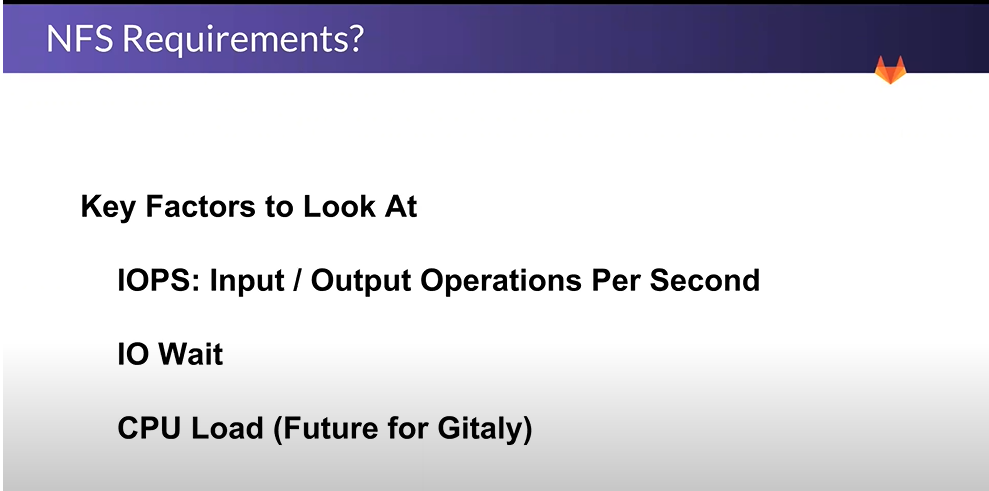 NFS Requirements?
Key Factors to Look At
IOPS: Input / Output Operations Per Second
IO Wait
CPU Load (Future for Gitaly)